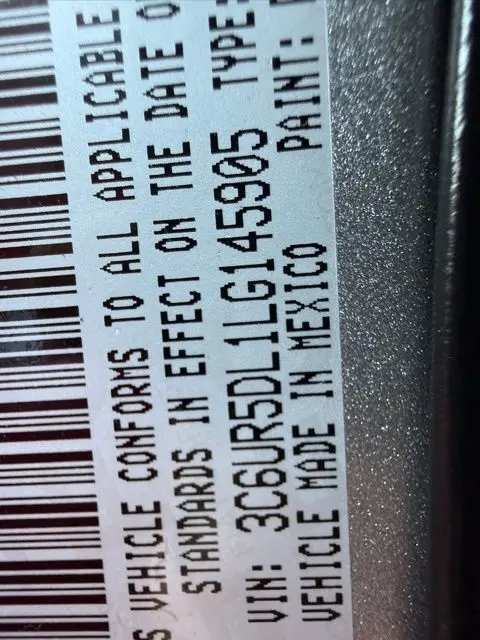 S VEHICLE CONFORMS TO ALL APPLICABLE
STANDARDS IN EFFECT ON THE DATE O
VIN: 3C6UR5DL1LG145905 TYPE:
VEHICLE MADE IN MEXICO PAINT: